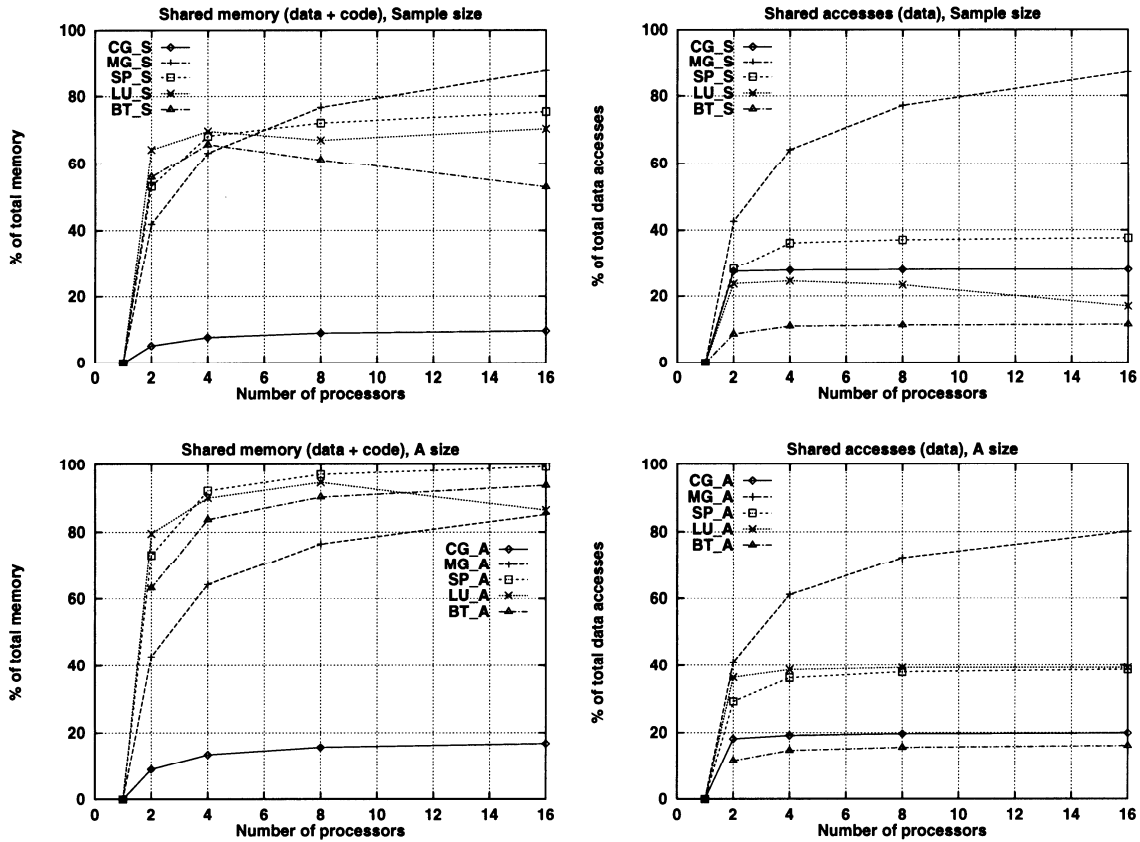 Shared memory (data + code), Sample size
100
80
60
40
20
0
% of total memory
CG_S
MG_S
SP_S
LU_S
BT_S
0 2 4 6 8 10 12 14 16
Number of processors
Shared accesses (data), Sample size
100
80
60
40
20
0
% of total data accesses
CG_S
MG_S
SP_S
LU_S
BT_S
0 2 4 6 8 10 12 14 16
Number of processors
Shared memory (data + code), A size
100
80
60
40
20
0
% of total memory
CG_A
MG_A
SP_A
LU_A
BT_A
0 2 4 6 8 10 12 14 16
Number of processors
Shared accesses (data), A size
100
80
60
40
20
0
% of total data accesses
CG_A
MG_A
SP_A
LU_A
BT_A
0 2 4 6 8 10 12 14 16
Number of processors